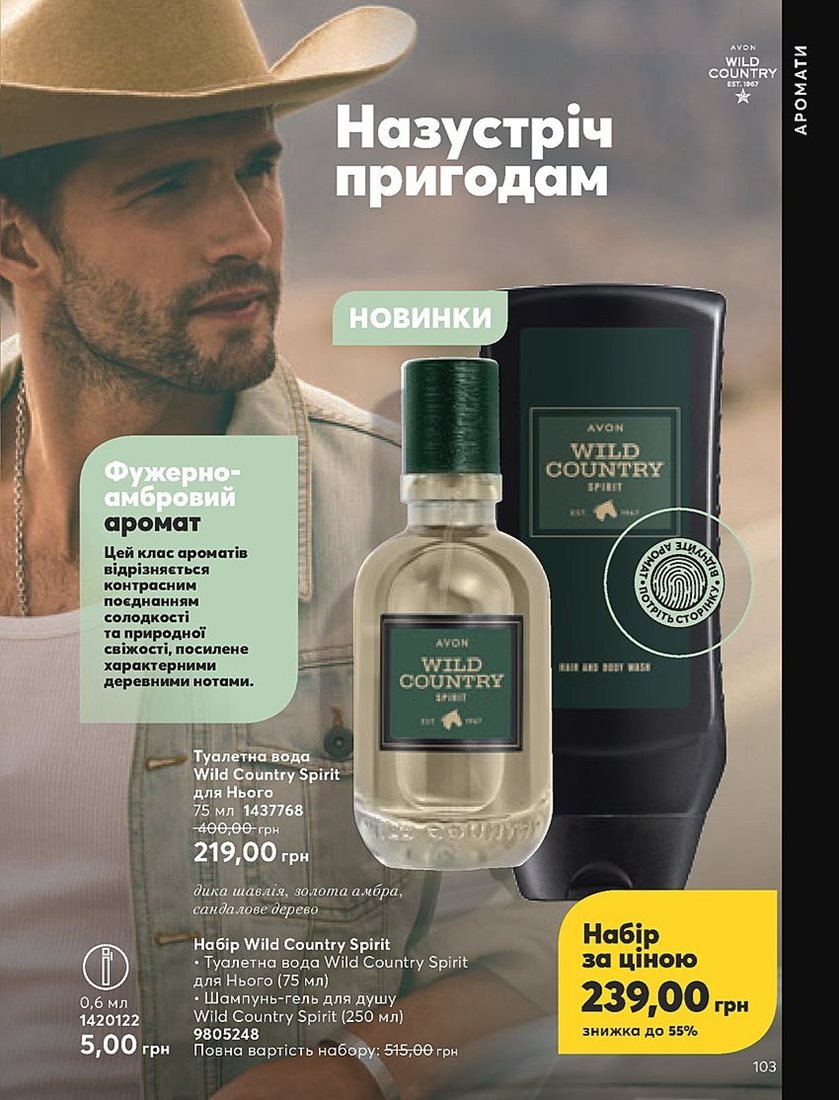 AVON
WILD
COUNTRY
EST. 1967
АРОМАТИ
Назустріч
пригодам
НОВИНКИ
AVON
WILD
COUNTRY
SPIRIT
EST. 1967
HAIR AND BODY WASH
ВІДЧУЙТЕ АРОМАТ • ПОТРІТЬ СТОРІНКУ •
Фужерно-
амбровий
аромат
Цей клас ароматів
відрізняється
контрасним
поєднанням
солодкості
та природної
свіжості, посилене
характерними
деревними нотами.
AVON
WILD
COUNTRY
SPIRIT
EST. 1967
WILD COUNTRY
Туалетна вода
Wild Country Spirit
для Нього
75 мл 1437768
400,00 грн
219,00 грн
дика шавлія, золота амбра,
сандалове дерево
0,6 мл
1420122
5,00 грн
Набір Wild Country Spirit
• Туалетна вода Wild Country Spirit
для Нього (75 мл)
• Шампунь-гель для душу
Wild Country Spirit (250 мл)
9805248
Повна вартість набору: 515,00 грн
Набір
за ціною
239,00 грн
знижка до 55%
103